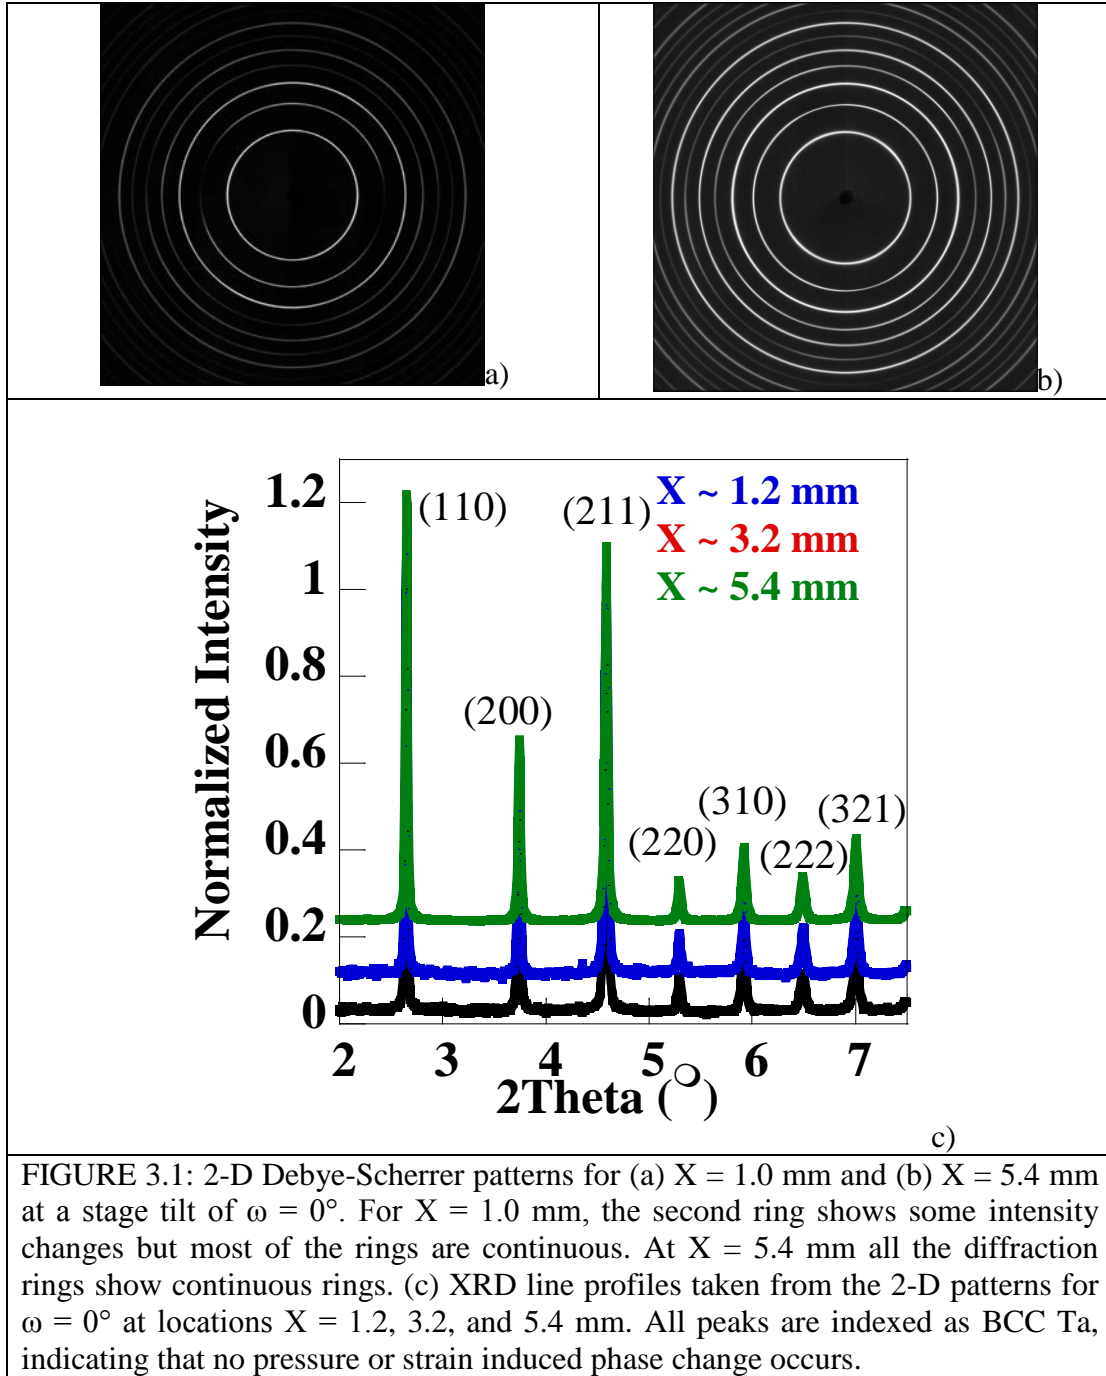 a)
b)
X ~ 1.2 mm
X ~ 3.2 mm
X ~ 5.4 mm
(110)
(211)
(200)
(310)
(220)
(222)
(321)
Normalized Intensity
1.2
1
0.8
0.6
0.4
0.2
0
2 3 4 5 6 7
2Theta (°)
c)
FIGURE 3.1: 2-D Debye-Scherrer patterns for (a) X = 1.0 mm and (b) X = 5.4 mm
at a stage tilt of ω = 0°. For X = 1.0 mm, the second ring shows some intensity
changes but most of the rings are continuous. At X = 5.4 mm all the diffraction
rings show continuous rings. (c) XRD line profiles taken from the 2-D patterns for
ω = 0° at locations X = 1.2, 3.2, and 5.4 mm. All peaks are indexed as BCC Ta,
indicating that no pressure or strain induced phase change occurs.